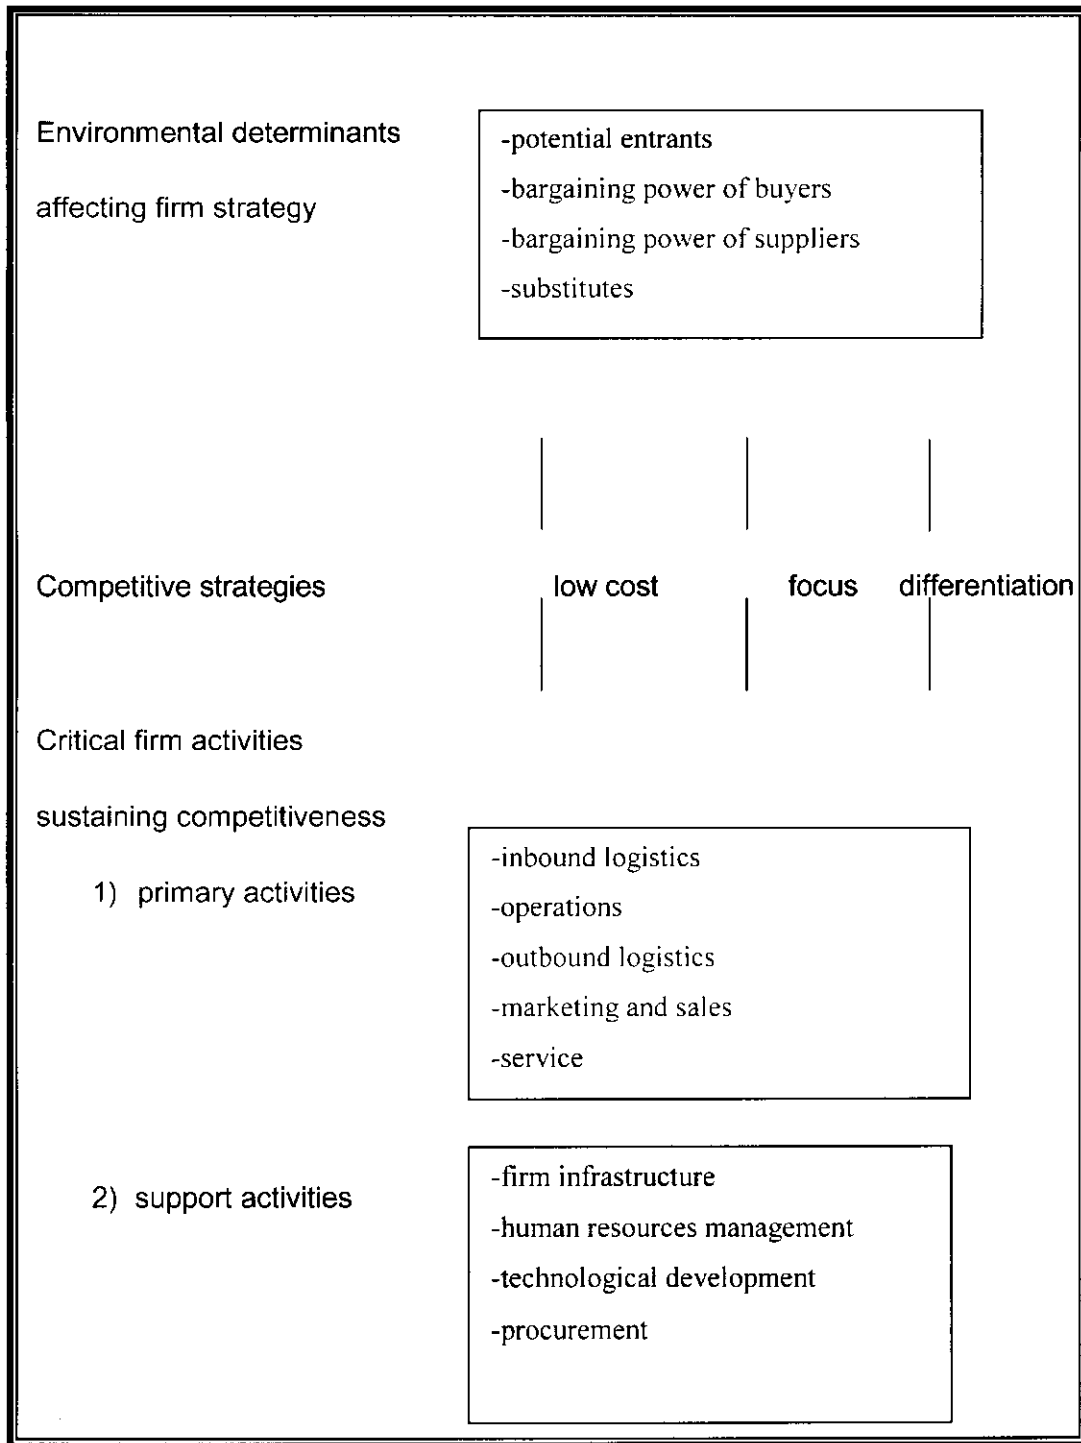 Environmental determinants
affecting firm strategy
-potential entrants
-bargaining power of buyers
-bargaining power of suppliers
-substitutes
Competitive strategies low cost focus differentiation
Critical firm activities
sustaining competitiveness
1) primary activities
-inbound logistics
-operations
-outbound logistics
-marketing and sales
-service
2) support activities
-firm infrastructure
-human resources management
-technological development
-procurement